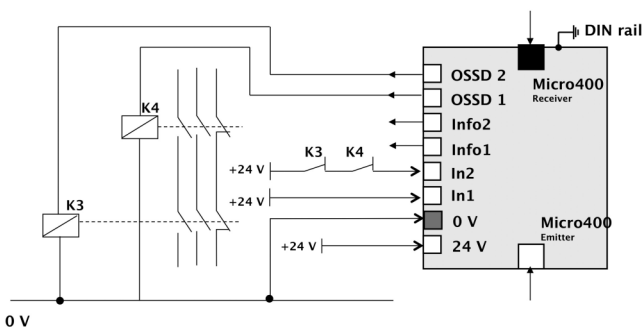 DIN rail
OSSD 2
Micro400
Receiver
OSSD 1
K4
Info2
Info1
K3 K4
+24 V
In2
+24 V
In1
K3
0 V
Micro400
Emitter
+24 V
24 V
0 V